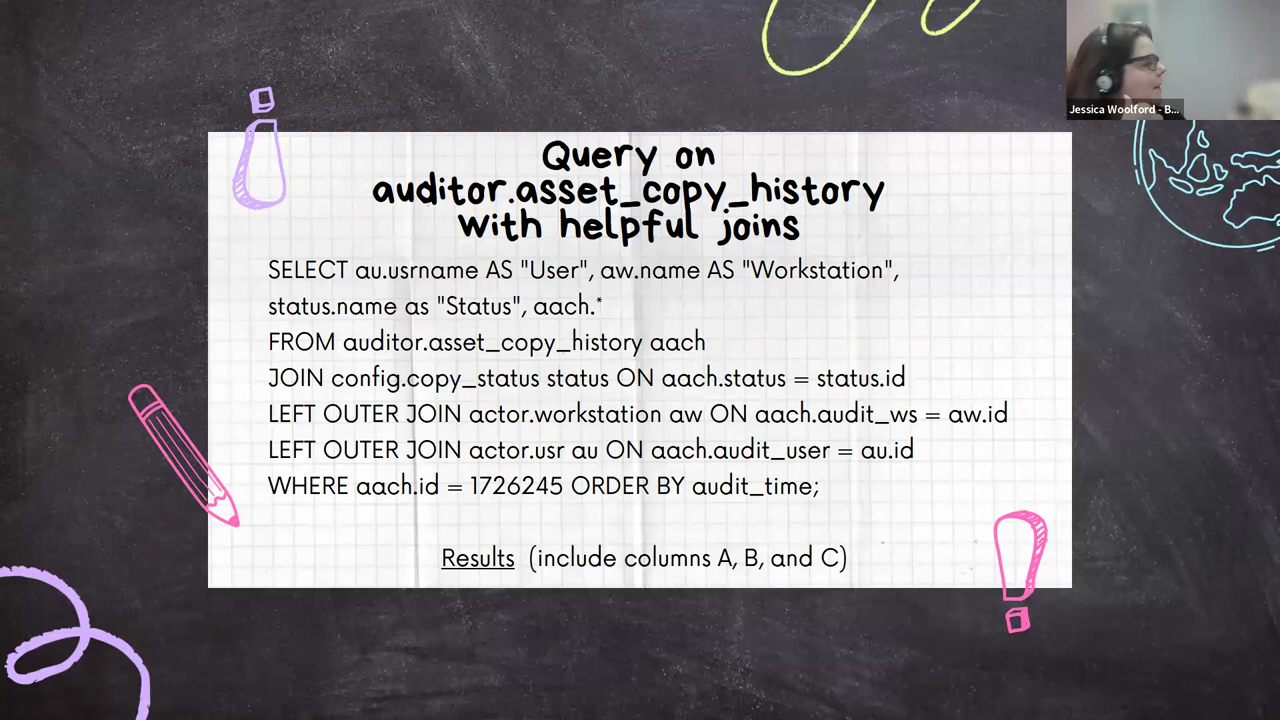 Jessica Woolford - B...
Query on
auditor.asset_copy_history
with helpful joins
SELECT au.usrname AS "User", aw.name AS "Workstation",
status.name as "Status", aach.*
FROM auditor.asset_copy_history aach
JOIN config.copy_status status ON aach.status = status.id
LEFT OUTER JOIN actor.workstation aw ON aach.audit_ws = aw.id
LEFT OUTER JOIN actor.usr au ON aach.audit_user = au.id
WHERE aach.id = 1726245 ORDER BY audit_time;
Results (include columns A, B, and C)